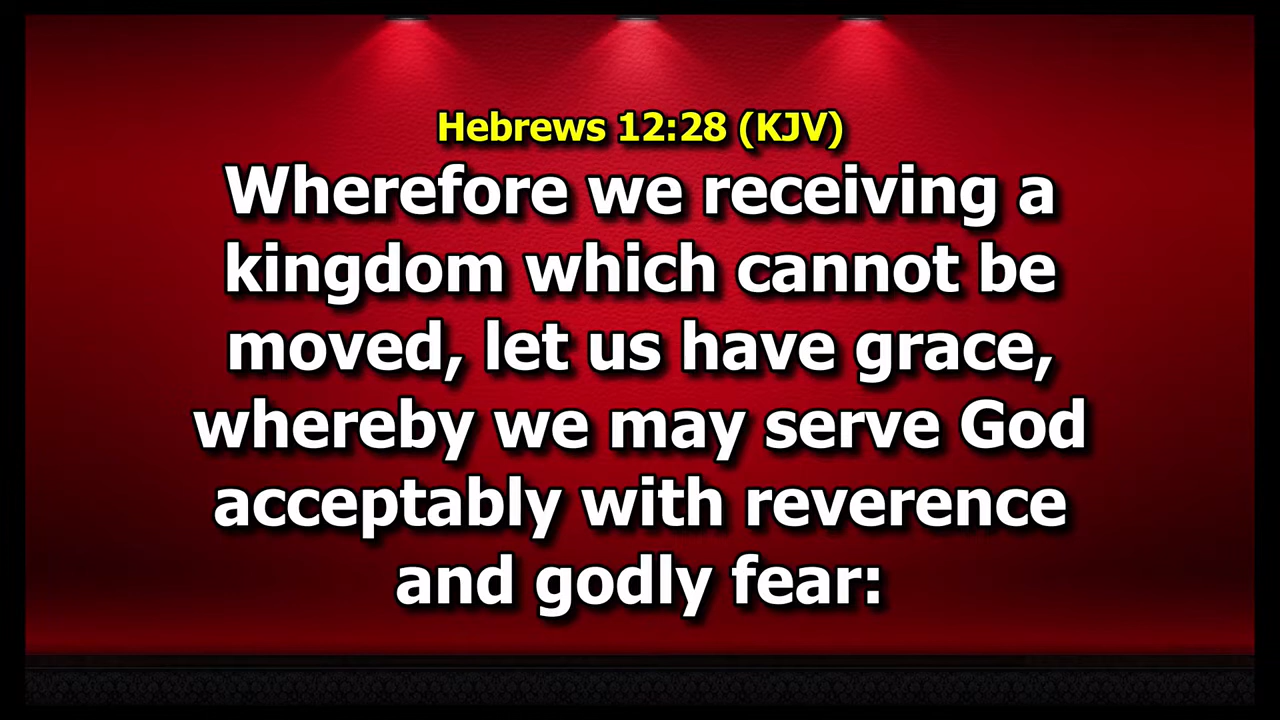 Hebrews 12:28 (KJV)
Wherefore we receiving a
kingdom which cannot be
moved, let us have grace,
whereby we may serve God
acceptably with reverence
and godly fear: